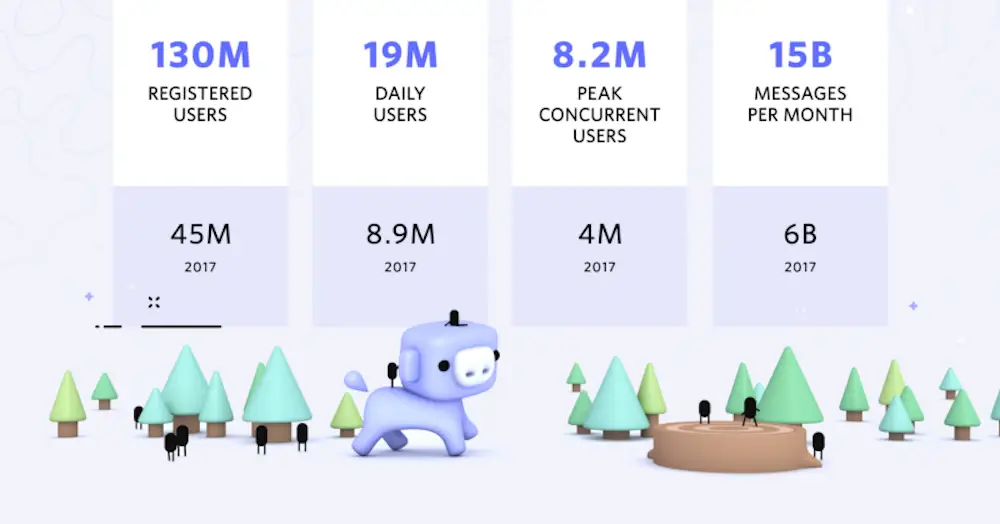 130M
REGISTERED
USERS
45M
2017
19M
DAILY
USERS
8.9M
2017
8.2M
PEAK
CONCURRENT
USERS
4M
2017
15B
MESSAGES
PER MONTH
6B
2017